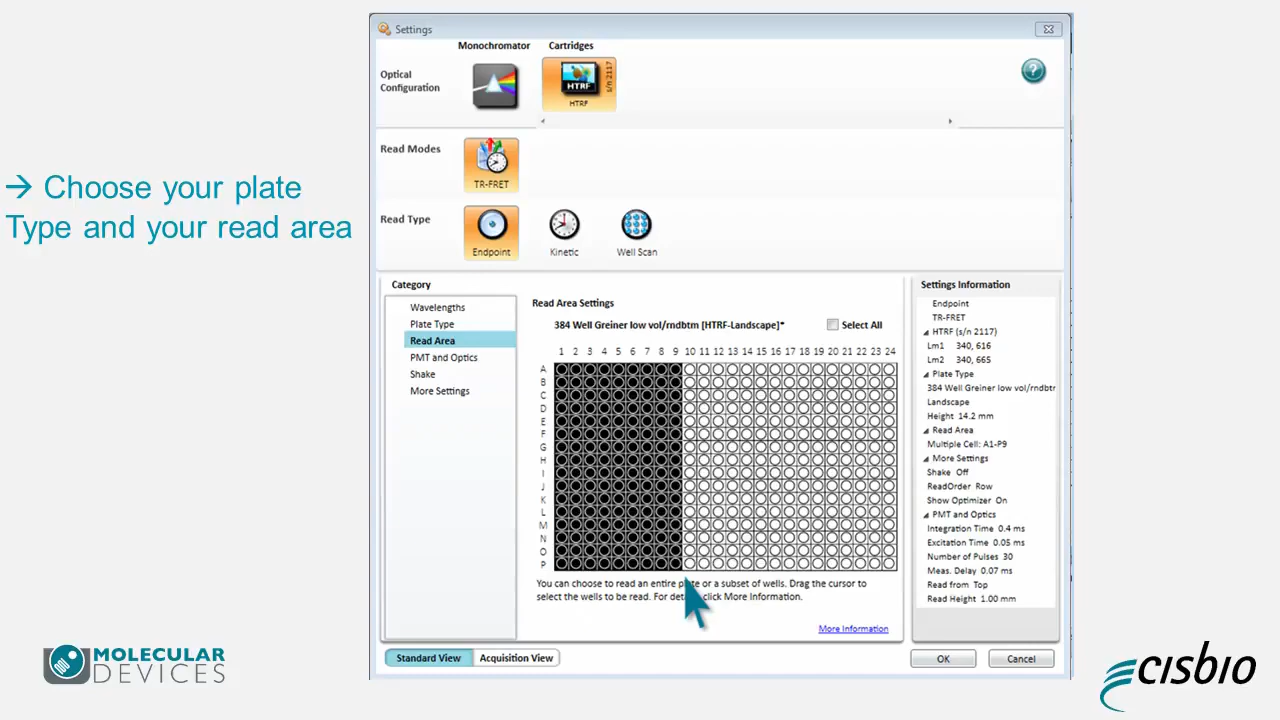 → Choose your plate
Type and your read area
Settings
Monochromator Cartridges
Optical
Configuration
HTRF
s/n 2117
HTRF
Read Modes
TR-FRET
Read Type
Endpoint Kinetic Well Scan
Category
Wavelengths
Plate Type
Read Area
PMT and Optics
Shake
More Settings
Read Area Settings
384 Well Greiner low vol/rndbtm [HTRF-Landscape]*
Select All
1 2 3 4 5 6 7 8 9 10 11 12 13 14 15 16 17 18 19 20 21 22 23 24
A
B
C
D
E
F
G
H
I
J
K
L
M
N
O
P
You can choose to read an entire or a subset of wells. Drag the cursor to
select the wells to be read. For click More Information.
More Information
Settings Information
Endpoint
TR-FRET
HTRF (s/n 2117)
Lm1 340, 616
Lm2 340, 665
Plate Type
384 Well Greiner low vol/rndbtr
Landscape
Height 14.2 mm
Read Area
Multiple Cell: A1-P9
More Settings
Shake Off
ReadOrder Row
Show Optimizer On
PMT and Optics
Integration Time 0.4 ms
Excitation Time 0.05 ms
Number of Pulses 30
Meas. Delay 0.07 ms
Read from Top
Read Height 1.00 mm
Standard View Acquisition View
OK Cancel
MOLECULAR
DEVICES
cisbio